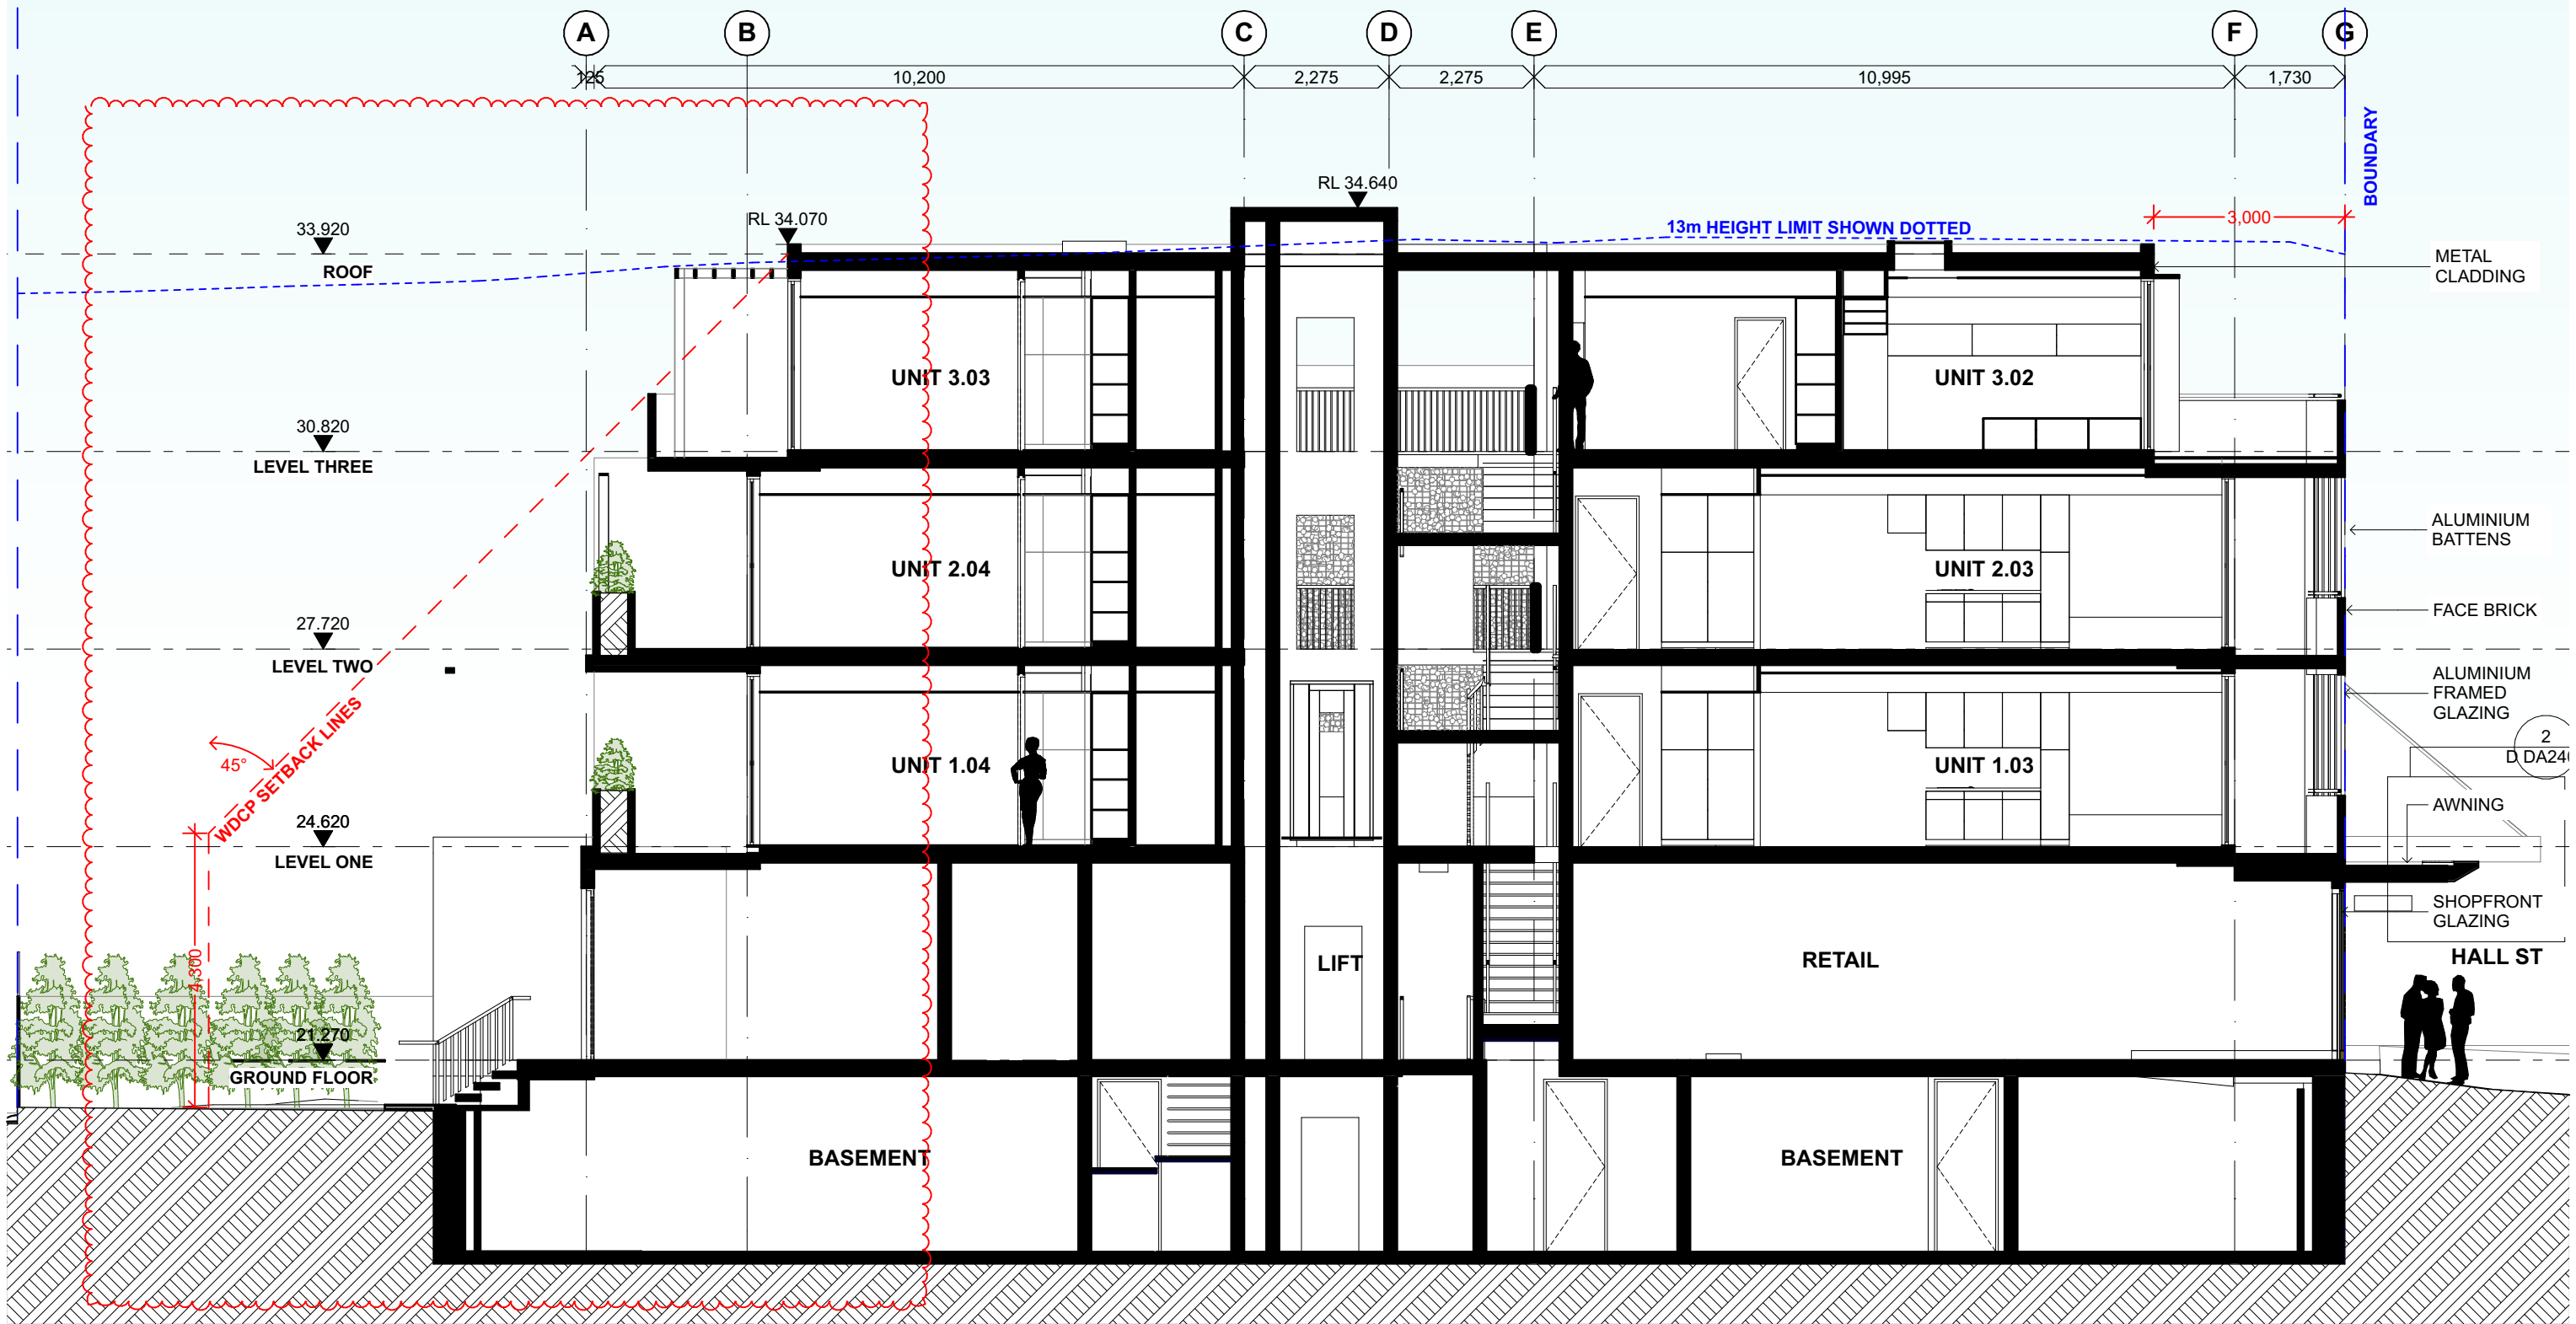 A
B
C
D
E
F
G
125
10,200
2,275
2,275
10,995
1,730
BOUNDARY
RL 34.640
RL 34.070
33.920
ROOF
13m HEIGHT LIMIT SHOWN DOTTED
3,000
METAL
CLADDING
UNIT 3.03
UNIT 3.02
30.820
LEVEL THREE
ALUMINIUM
BATTENS
UNIT 2.04
UNIT 2.03
FACE BRICK
27.720
LEVEL TWO
ALUMINIUM
FRAMED
GLAZING
WDCP SETBACK LINES
45°
2
D DA240
UNIT 1.04
UNIT 1.03
AWNING
24.620
LEVEL ONE
SHOPFRONT
GLAZING
HALL ST
4,300
LIFT
RETAIL
21.270
GROUND FLOOR
BASEMENT
BASEMENT